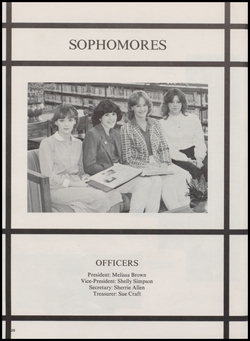 SOPHOMORES
OFFICERS
President: Melissa Brown
Vice-President: Shelly Simpson
Secretary: Sherrie Allen
Treasurer: Sue Craft